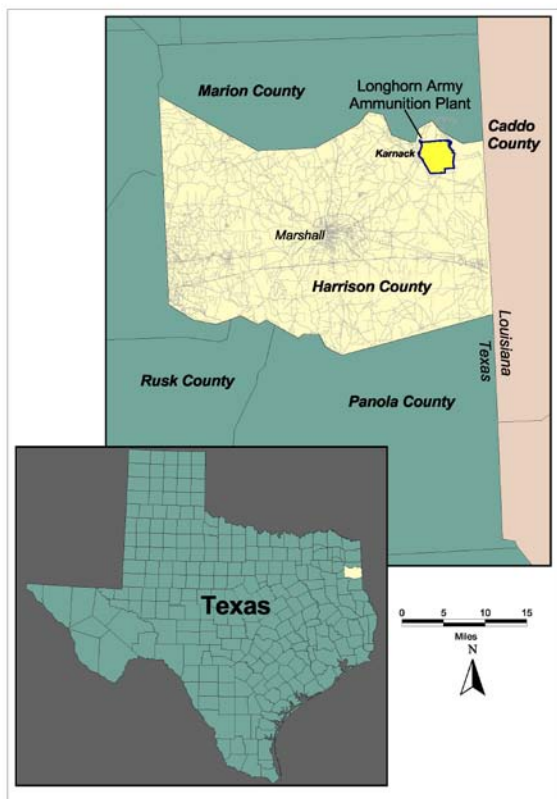 Marion County
Longhorn Army
Ammunition Plant
Caddo
County
Karnack
Marshall
Harrison County
Louisiana
Texas
Rusk County
Panola County
Texas
0 5 10 15
Miles
N